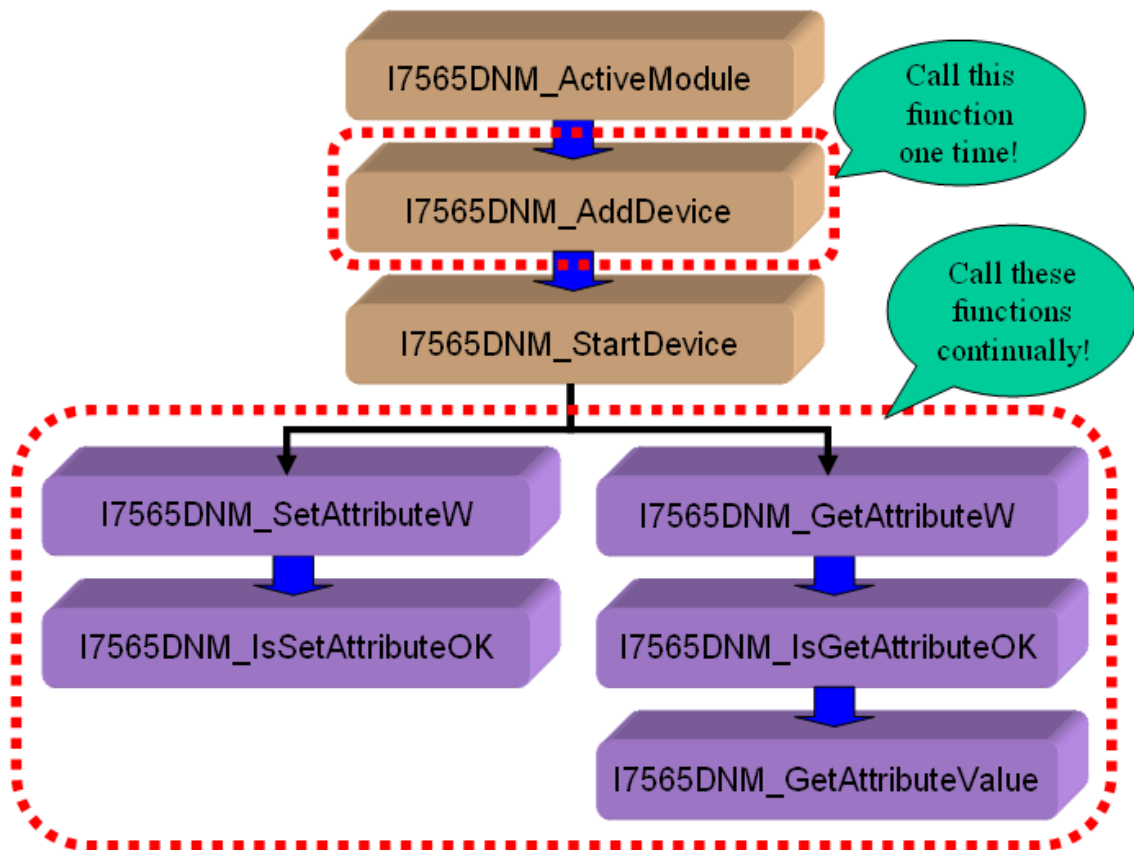 I7565DNM_ActiveModule
Call this
function
one time!
I7565DNM_AddDevice
I7565DNM_StartDevice
Call these
functions
continually!
I7565DNM_SetAttributeW
I7565DNM_IsSetAttributeOK
I7565DNM_GetAttributeW
I7565DNM_IsGetAttributeOK
I7565DNM_GetAttributeValue